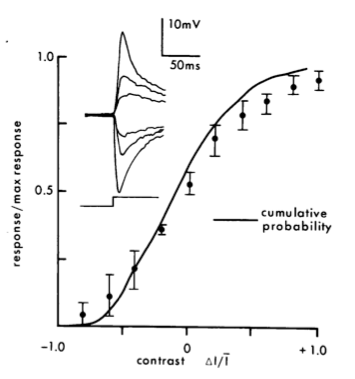 10mV
50ms
1.0
0.5
response/max response
cumulative
probability
-1.0
0
+1.0
contrast ΔI/Ī